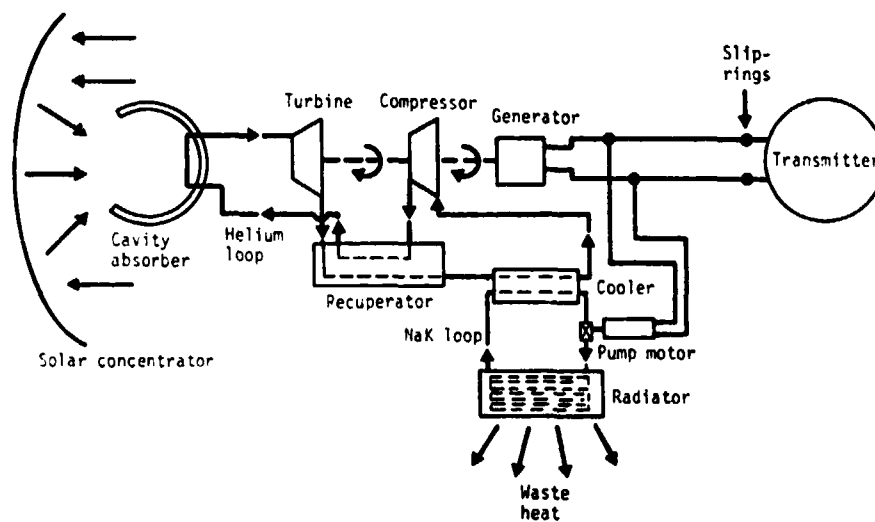 Slip-
rings
Turbine
Compressor
Generator
Transmitter
Cavity
absorber
Helium
loop
Recuperator
Cooler
NaK loop
Pump motor
Solar concentrator
Radiator
Waste
heat